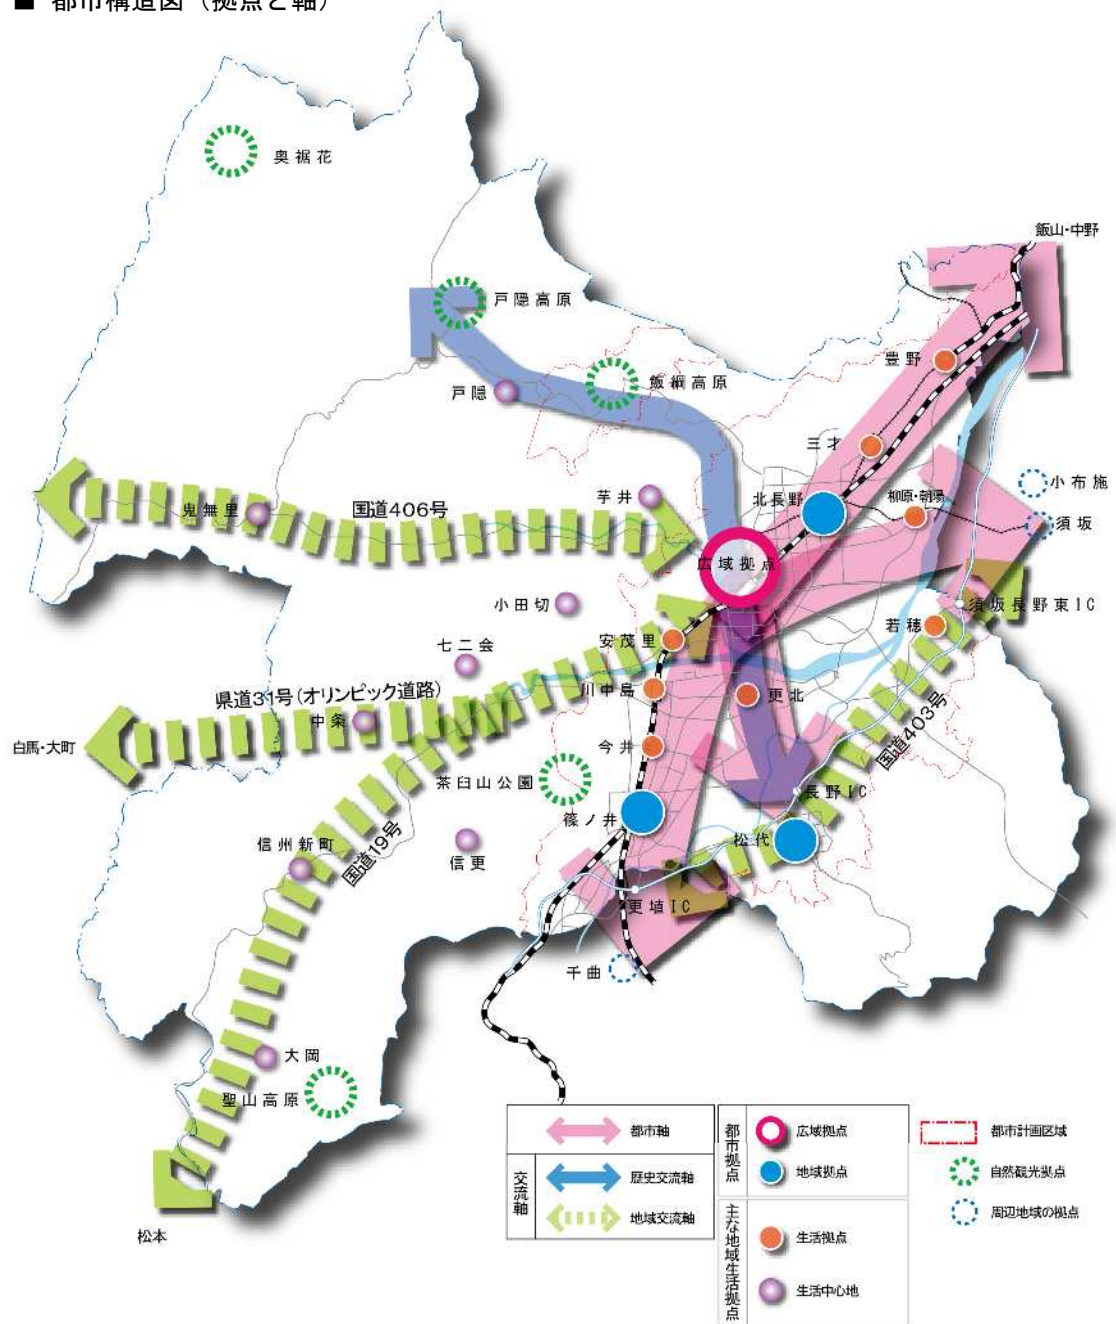 ■ 都市構造図（拠点と軸）
奥裾花
飯山・中野
戸隠高原
豊野
飯綱高原
戸隠
三才
小布施
芋井
北長野
柳原・朝陽
国道406号
鬼無里
須坂
広域拠点
小田切
須坂長野東IC
若穂
安茂里
七二会
川中島
更北
県道31号（オリンピック道路）
中条
白馬・大町
国道403号
今井
茶臼山公園
長野IC
篠ノ井
松代
国道19号
信州新町
信更
更埴IC
千曲
大岡
聖山高原
松本
都市軸
交流軸
歴史交流軸
地域交流軸
都市拠点
広域拠点
地域拠点
主な地域生活拠点
生活拠点
生活中心地
都市計画区域
自然観光拠点
周辺地域の拠点